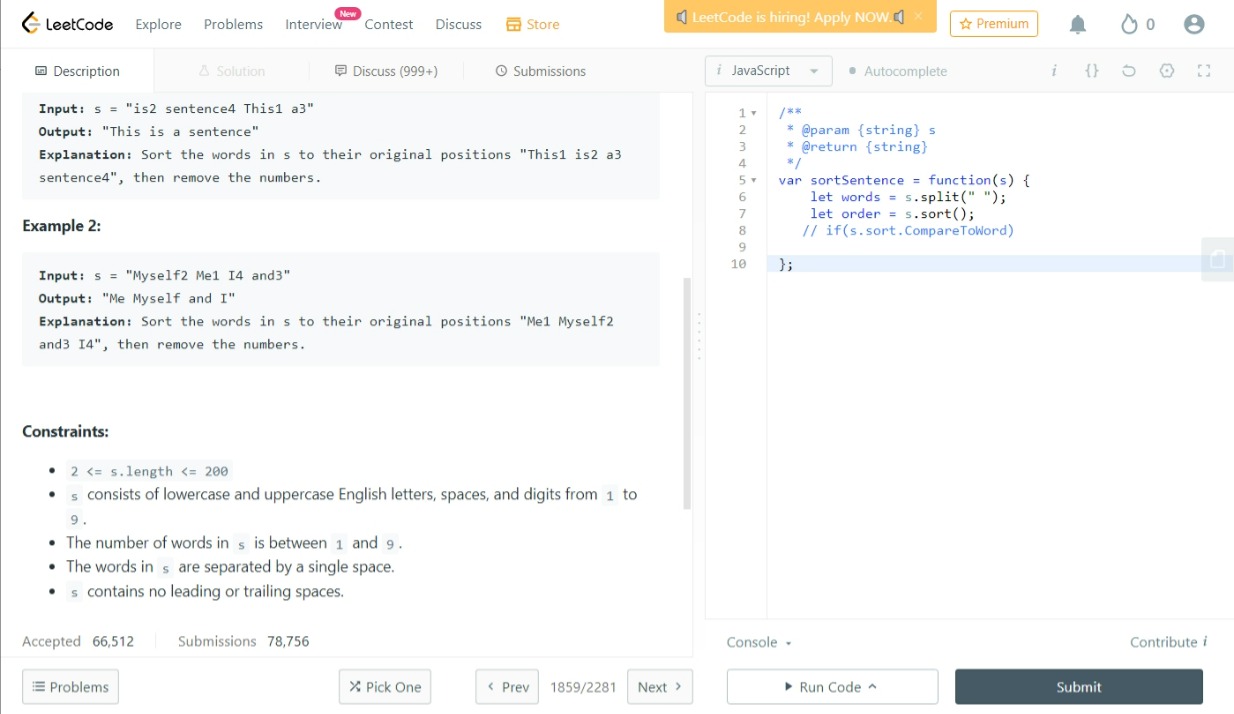 LeetCode Explore Problems Interview New Contest Discuss Store LeetCode is hiring! Apply NOW. × Premium 0
Description Solution Discuss (999+) Submissions
Input: s = "is2 sentence4 This1 a3"
Output: "This is a sentence"
Explanation: Sort the words in s to their original positions "This1 is2 a3
sentence4", then remove the numbers.
Example 2:
Input: s = "Myself2 Me1 I4 and3"
Output: "Me Myself and I"
Explanation: Sort the words in s to their original positions "Me1 Myself2
and3 I4", then remove the numbers.
Constraints:
• 2 <= s.length <= 200
• s consists of lowercase and uppercase English letters, spaces, and digits from 1 to
9.
• The number of words in s is between 1 and 9.
• The words in s are separated by a single space.
• s contains no leading or trailing spaces.
Accepted 66,512 Submissions 78,756
Problems Pick One < Prev 1859/2281 Next >
i JavaScript Autocomplete i {}
1 /**
2 * @param {string} s
3 * @return {string}
4 */
5 var sortSentence = function(s) {
6 let words = s.split(" ");
7 let order = s.sort();
8 // if(s.sort.CompareToWord)
9
10 };
Console Contribute i
Run Code Submit